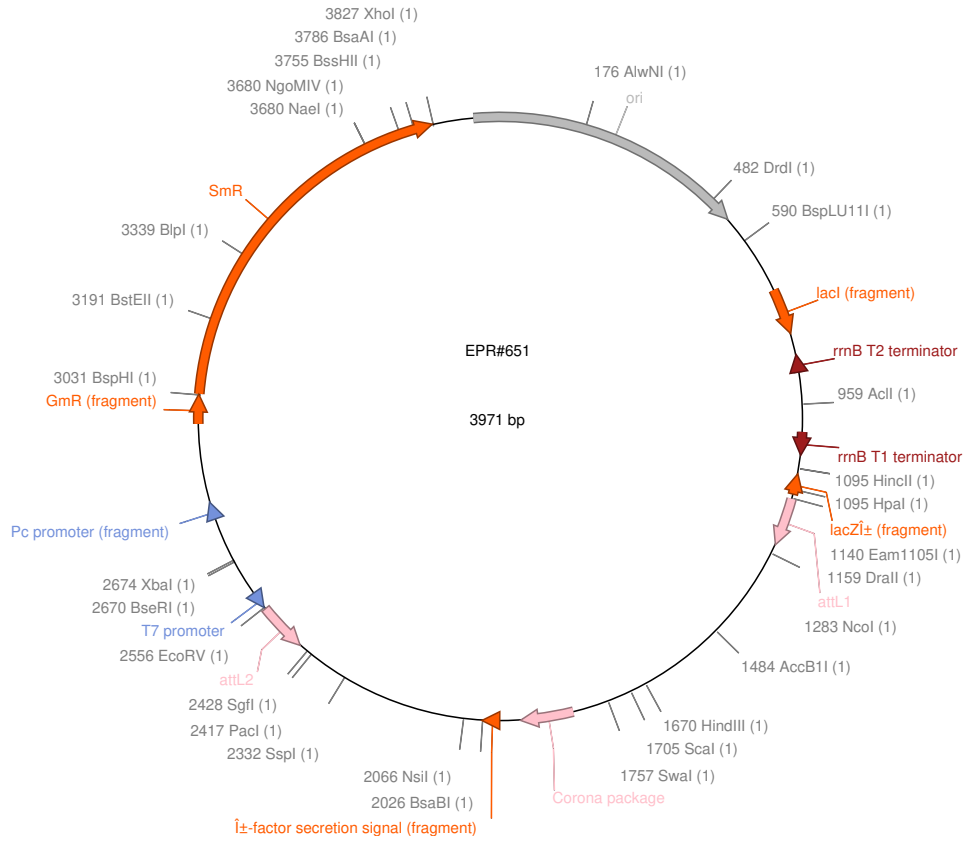 3827 XhoI (1)
3786 BsaAI (1)
3755 BssHII (1)
3680 NgoMIV (1)
3680 NaeI (1)
176 AlwNI (1)
ori
482 DrdI (1)
590 BspLU11I (1)
SmR
3339 BlpI (1)
3191 BstEII (1)
3031 BspHI (1)
GmR (fragment)
EPR#651
3971 bp
lacI (fragment)
rrnB T2 terminator
959 AclI (1)
rrnB T1 terminator
1095 HincII (1)
1095 HpaI (1)
lacZÎ± (fragment)
1140 Eam1105I (1)
1159 DraII (1)
attL1
1283 NcoI (1)
1484 AccB1I (1)
Pc promoter (fragment)
2674 XbaI (1)
2670 BseRI (1)
T7 promoter
2556 EcoRV (1)
attL2
2428 SgfI (1)
2417 PacI (1)
2332 SspI (1)
1670 HindIII (1)
1705 ScaI (1)
1757 SwaI (1)
2066 NsiI (1)
2026 BsaBI (1)
Corona package
Î±-factor secretion signal (fragment)